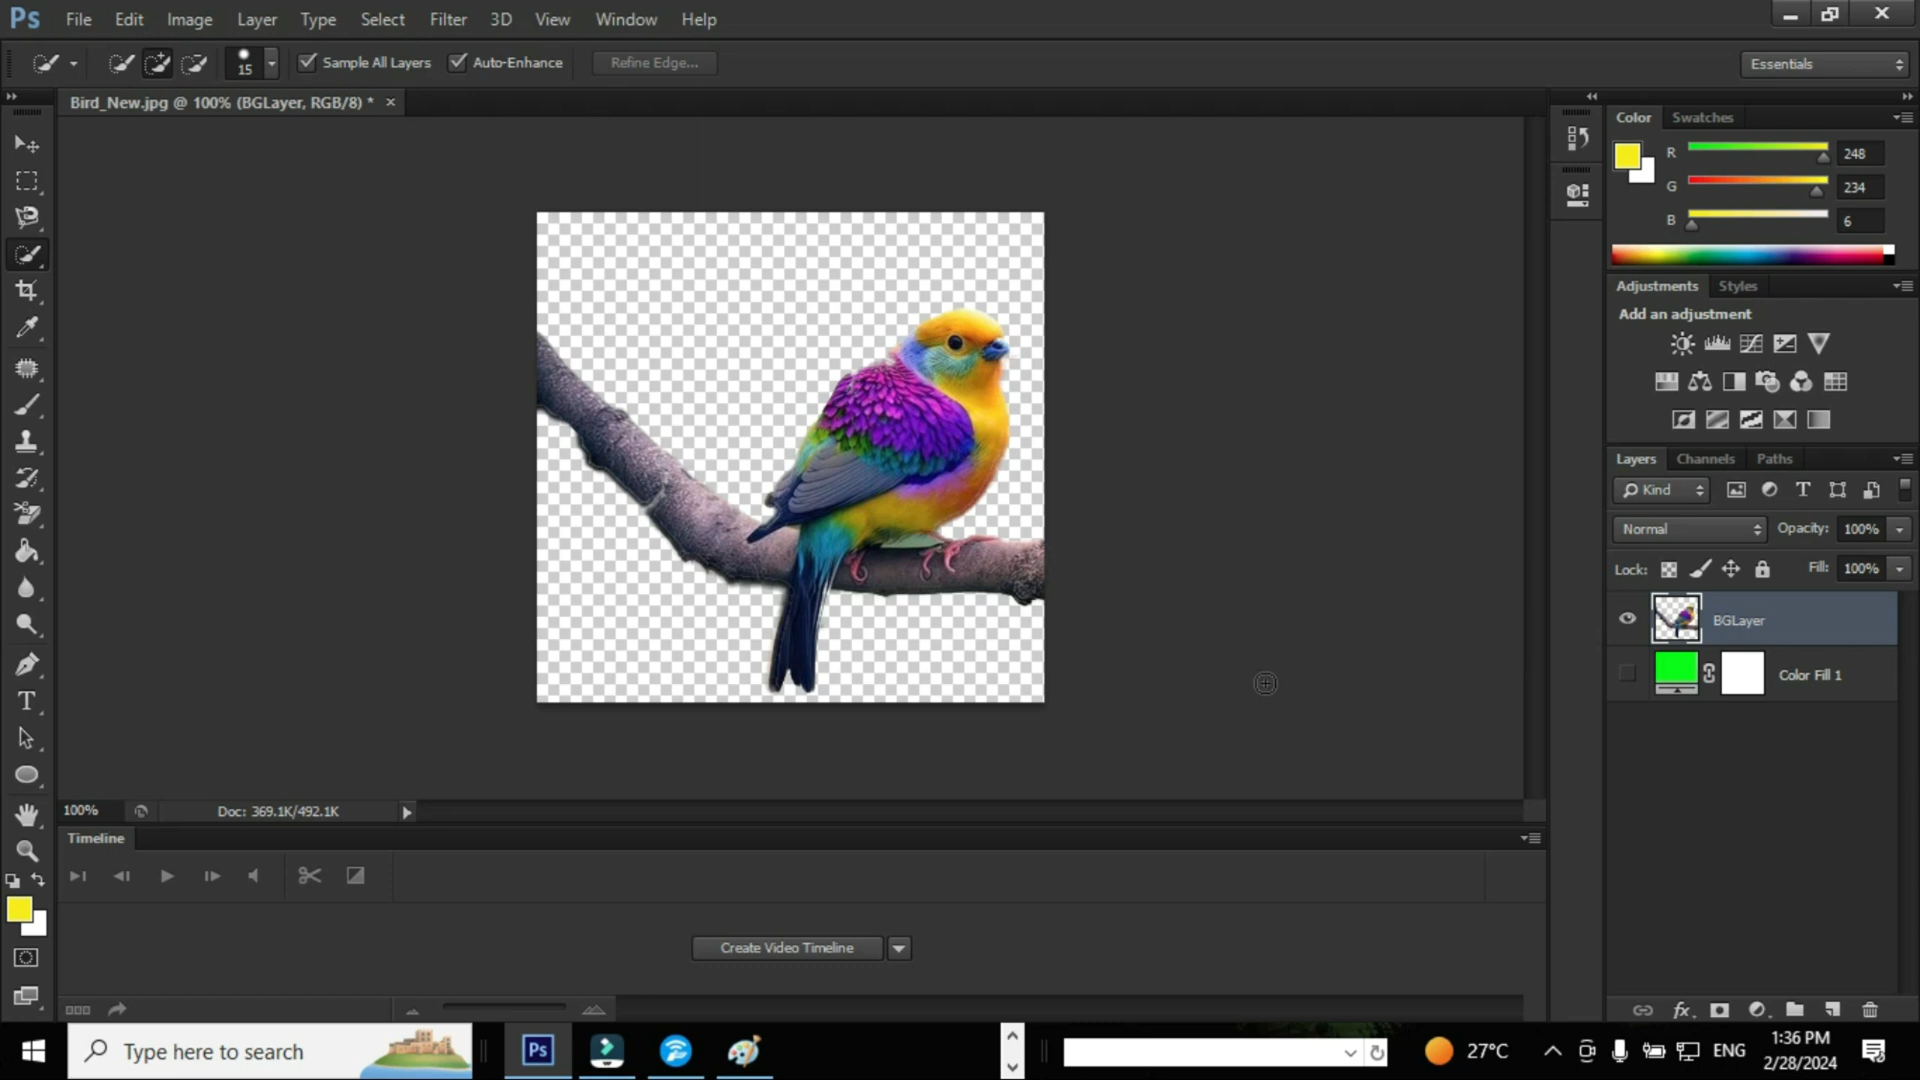 Ps File Edit Image Layer Type Select Filter 3D View Window Help
15 Sample All Layers Auto-Enhance Refine Edge... Essentials
Bird_New.jpg @ 100% (BGLayer, RGB/8) * ×
Color Swatches
R 248
G 234
B 6
Adjustments Styles
Add an adjustment
Layers Channels Paths
Kind
Normal Opacity: 100%
Lock: Fill: 100%
BGLayer
Color Fill 1
100% Doc: 369.1K/492.1K
Timeline
Create Video Timeline
fx
Type here to search
Ps
27°C
ENG
1:36 PM
2/28/2024